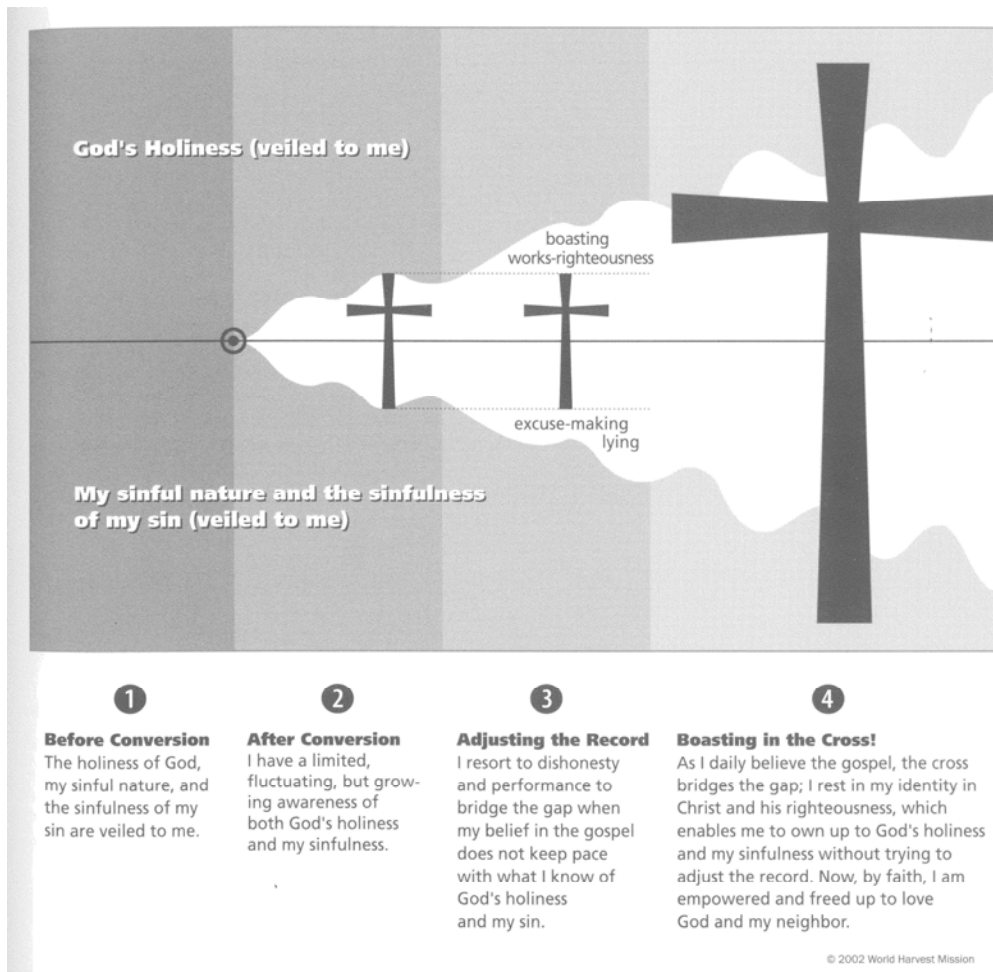 God's Holiness (veiled to me)
boasting
works-righteousness
excuse-making
lying
My sinful nature and the sinfulness
of my sin (veiled to me)
1
Before Conversion
The holiness of God,
my sinful nature, and
the sinfulness of my
sin are veiled to me.
2
After Conversion
I have a limited,
fluctuating, but grow-
ing awareness of
both God's holiness
and my sinfulness.
3
Adjusting the Record
I resort to dishonesty
and performance to
bridge the gap when
my belief in the gospel
does not keep pace
with what I know of
God's holiness
and my sin.
4
Boasting in the Cross!
As I daily believe the gospel, the cross
bridges the gap; I rest in my identity in
Christ and his righteousness, which
enables me to own up to God's holiness
and my sinfulness without trying to
adjust the record. Now, by faith, I am
empowered and freed up to love
God and my neighbor.
© 2002 World Harvest Mission